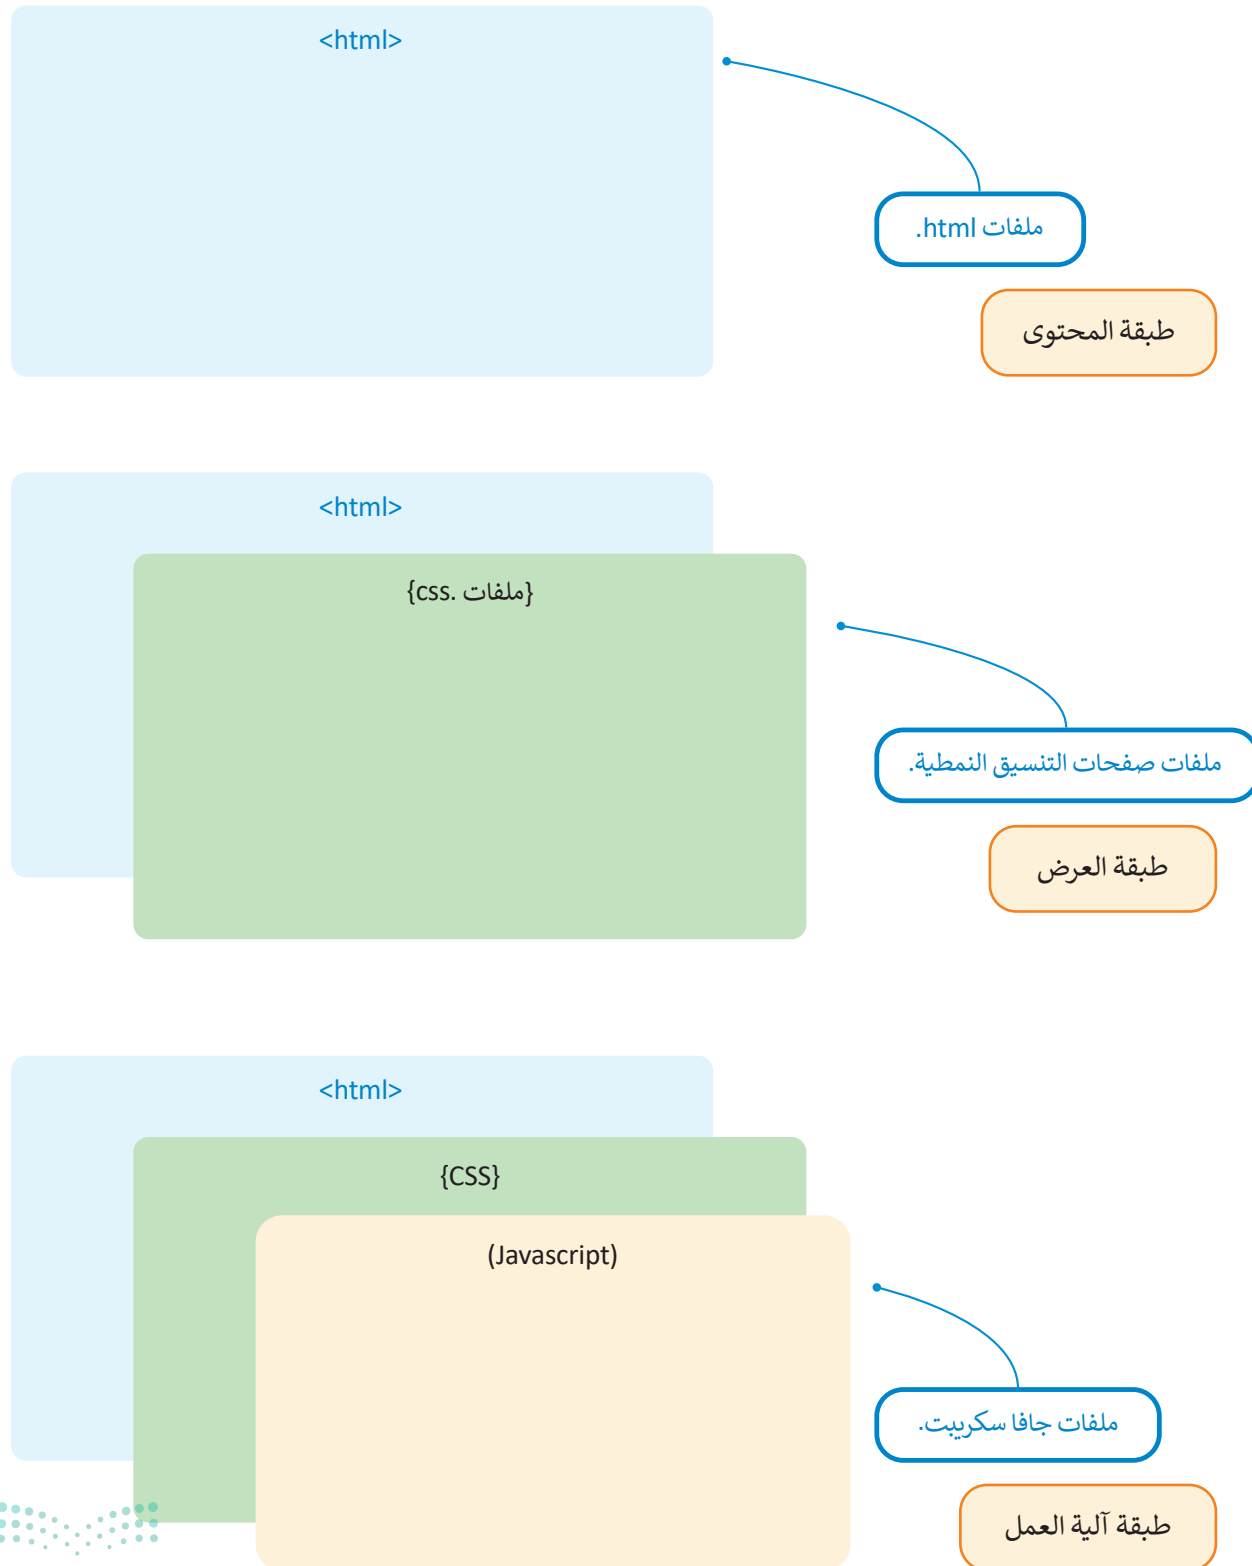 <html>
ملفات html.
طبقة المحتوى
<html>
{ملفات .css}
ملفات صفحات التنسيق النمطية.
طبقة العرض
<html>
{CSS}
(Javascript)
ملفات جافا سكريبت.
طبقة آلية العمل